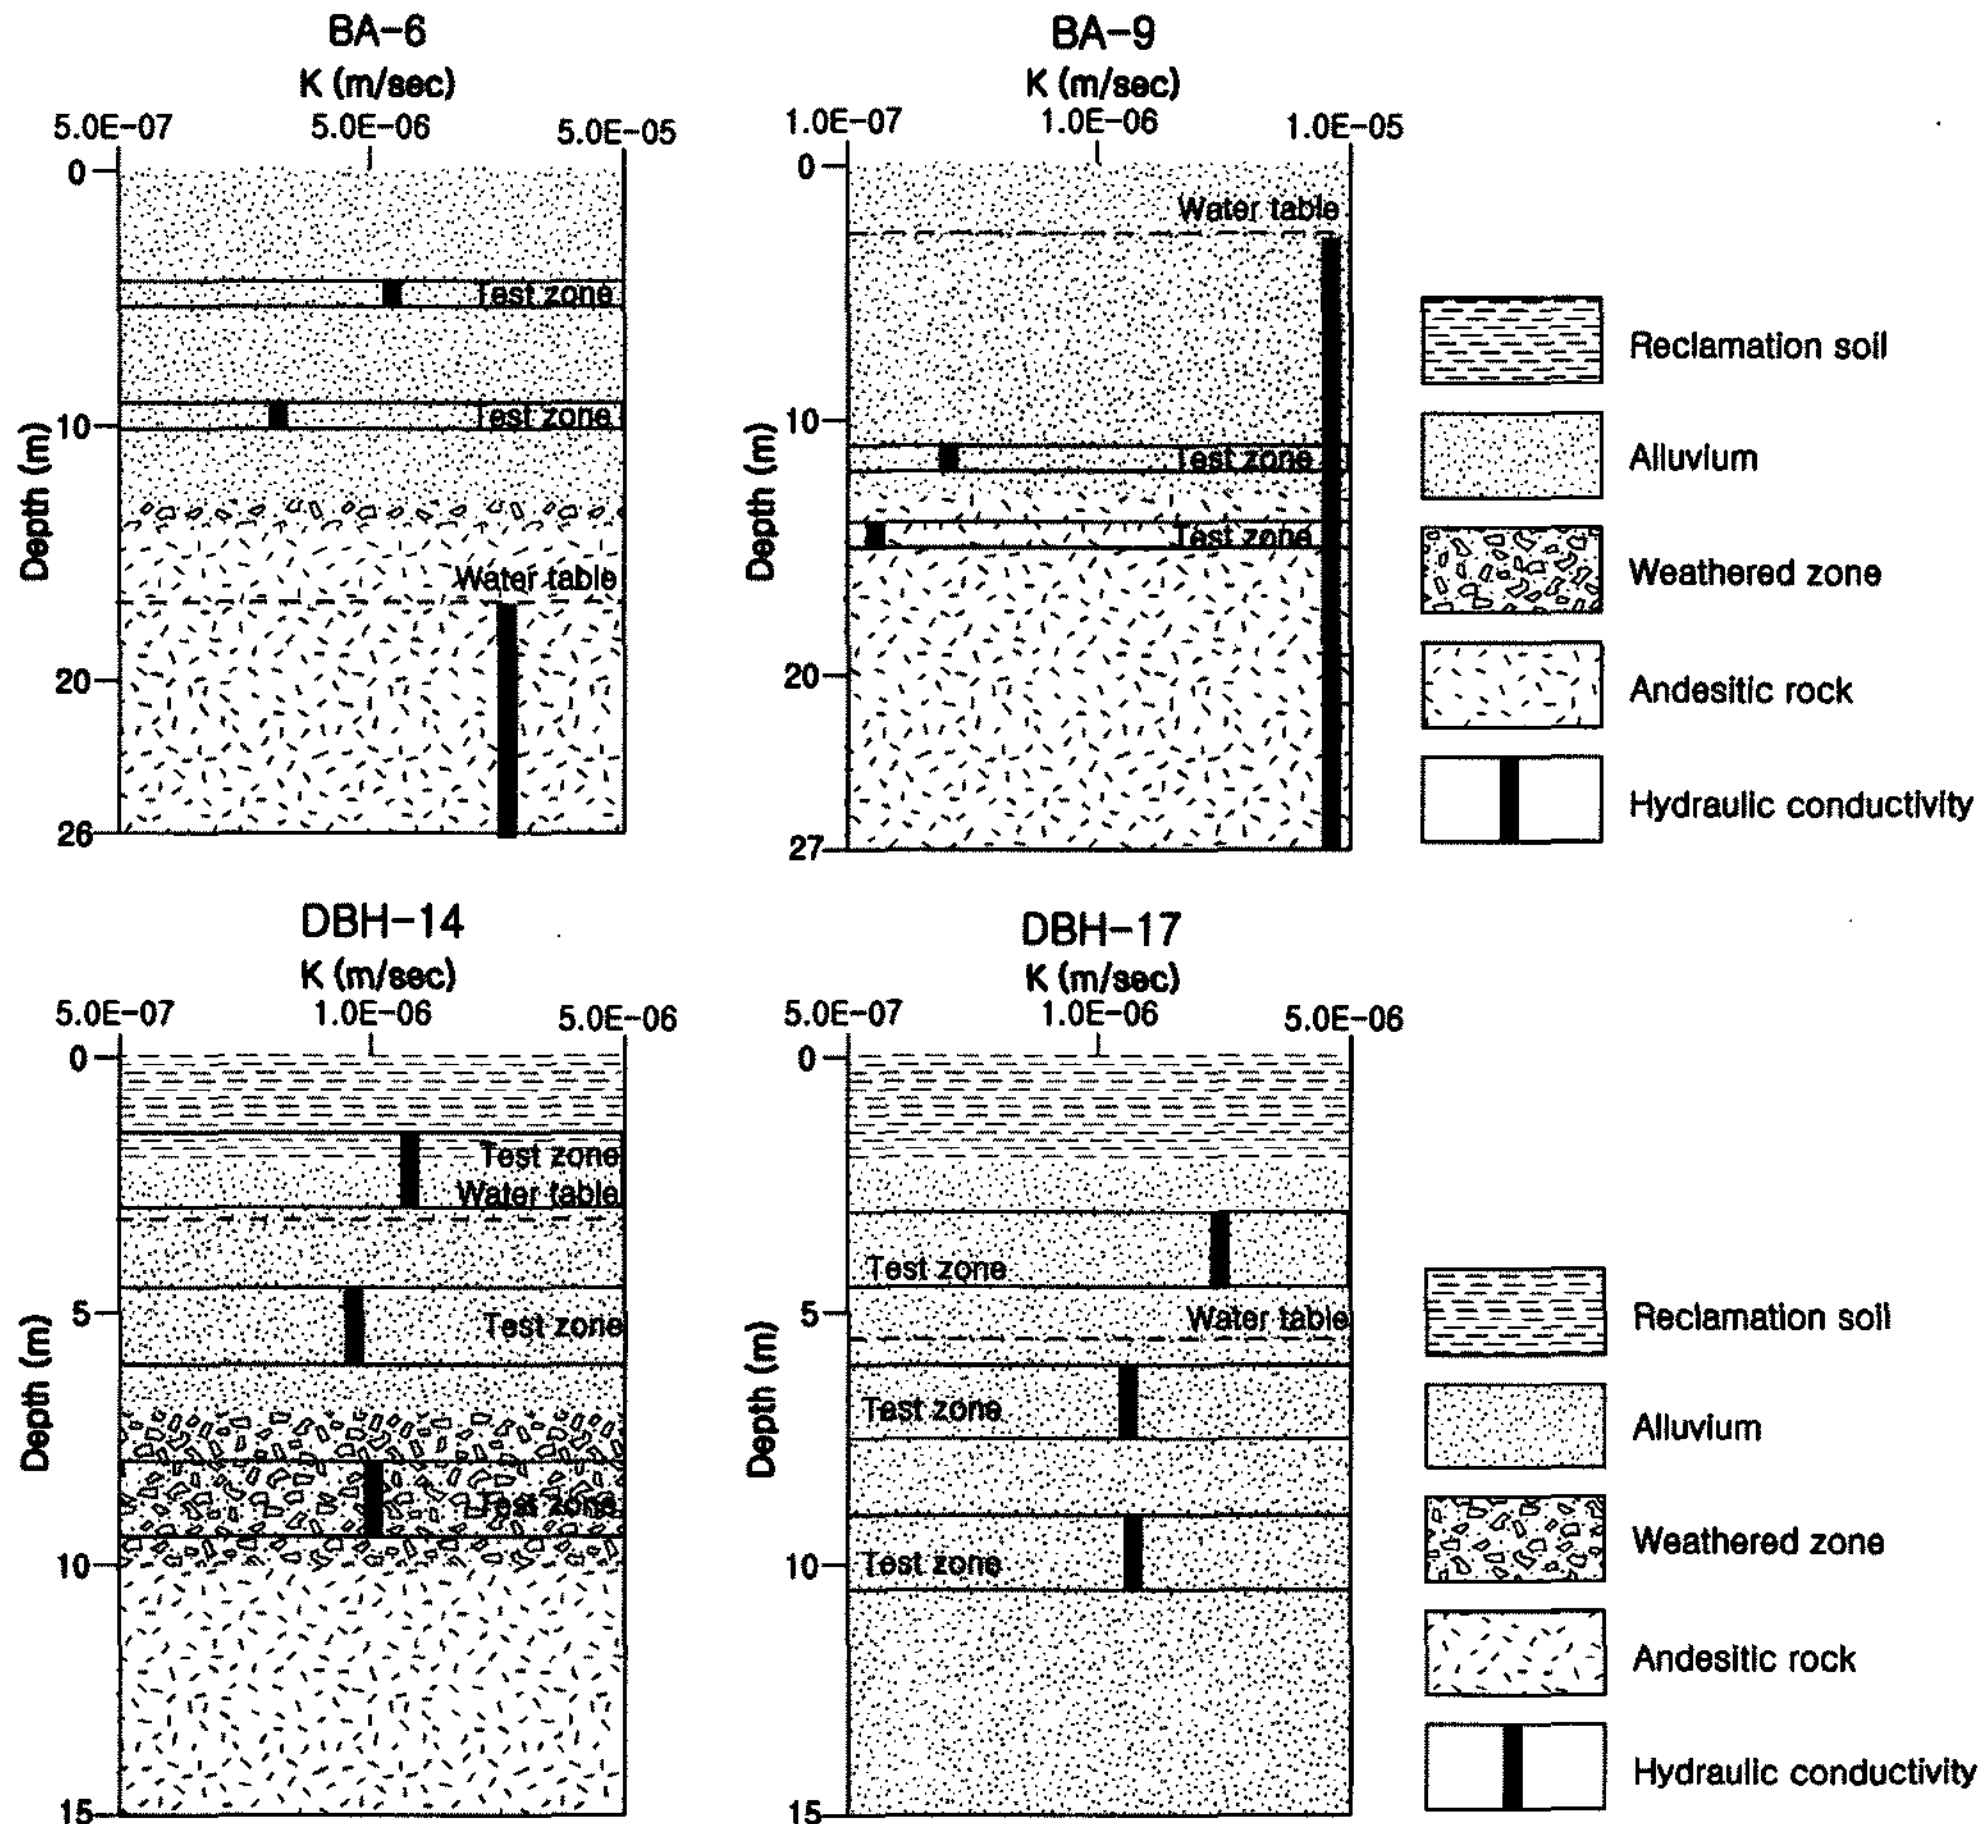 BA-6
K (m/sec)
5.0E-07 5.0E-06 5.0E-05
0
Test zone
Test zone
10
Water table
20
26
Depth (m)
BA-9
K (m/sec)
1.0E-07 1.0E-06 1.0E-05
0
Water table
10
Test zone
Test zone
20
27
Depth (m)
Reclamation soil
Alluvium
Weathered zone
Andesitic rock
Hydraulic conductivity
DBH-14
K (m/sec)
5.0E-07 1.0E-06 5.0E-06
0
Test zone
Water table
5
Test zone
Test zone
10
15
Depth (m)
DBH-17
K (m/sec)
5.0E-07 1.0E-06 5.0E-06
0
Test zone
5
Water table
Test zone
10
Test zone
15
Depth (m)
Reclamation soil
Alluvium
Weathered zone
Andesitic rock
Hydraulic conductivity